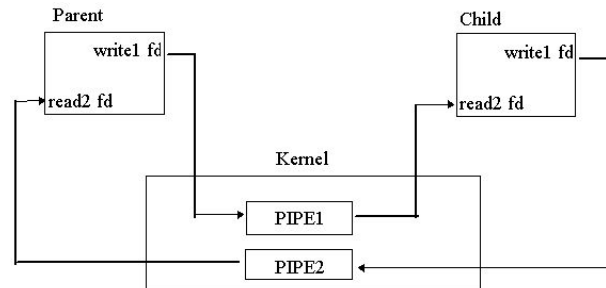 Parent
Child
write1 fd
write1 fd
read2 fd
read2 fd
Kernel
PIPE1
PIPE2